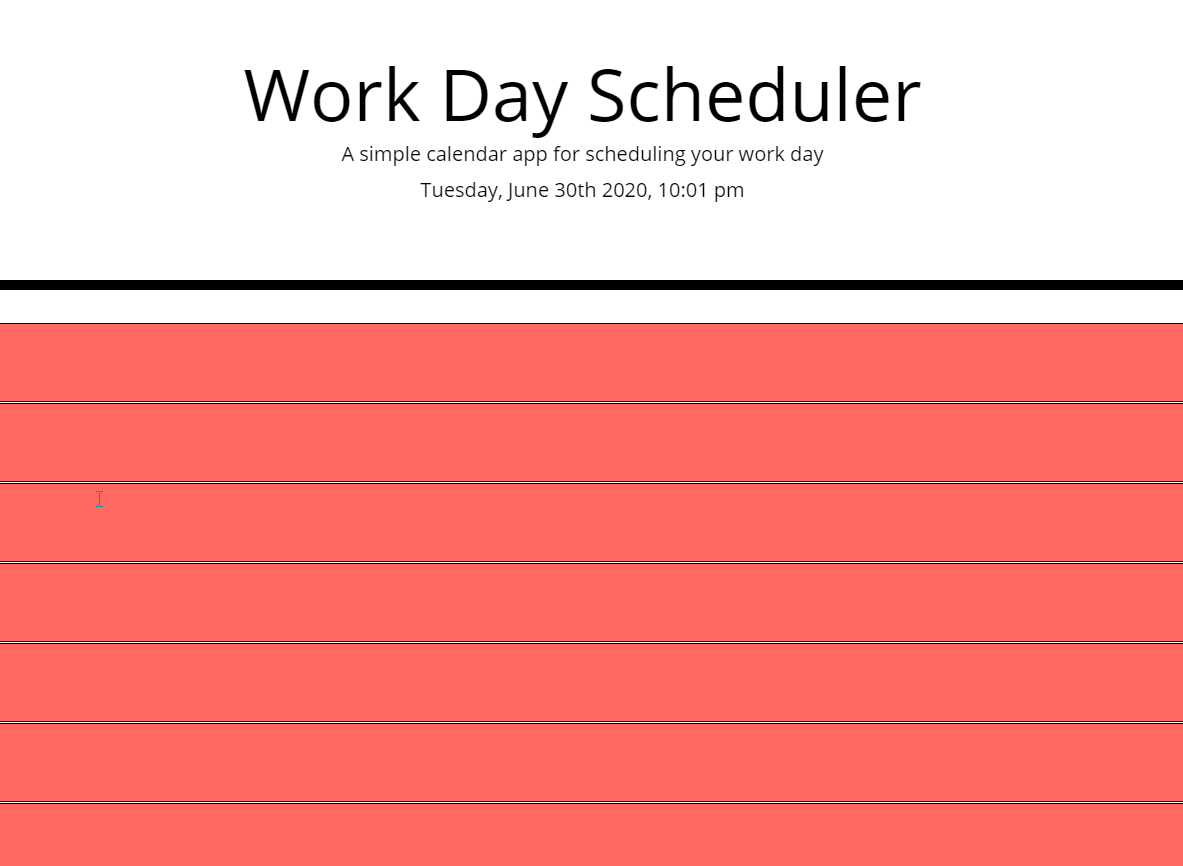 Work Day Scheduler
A simple calendar app for scheduling your work day
Tuesday, June 30th 2020, 10:01 pm